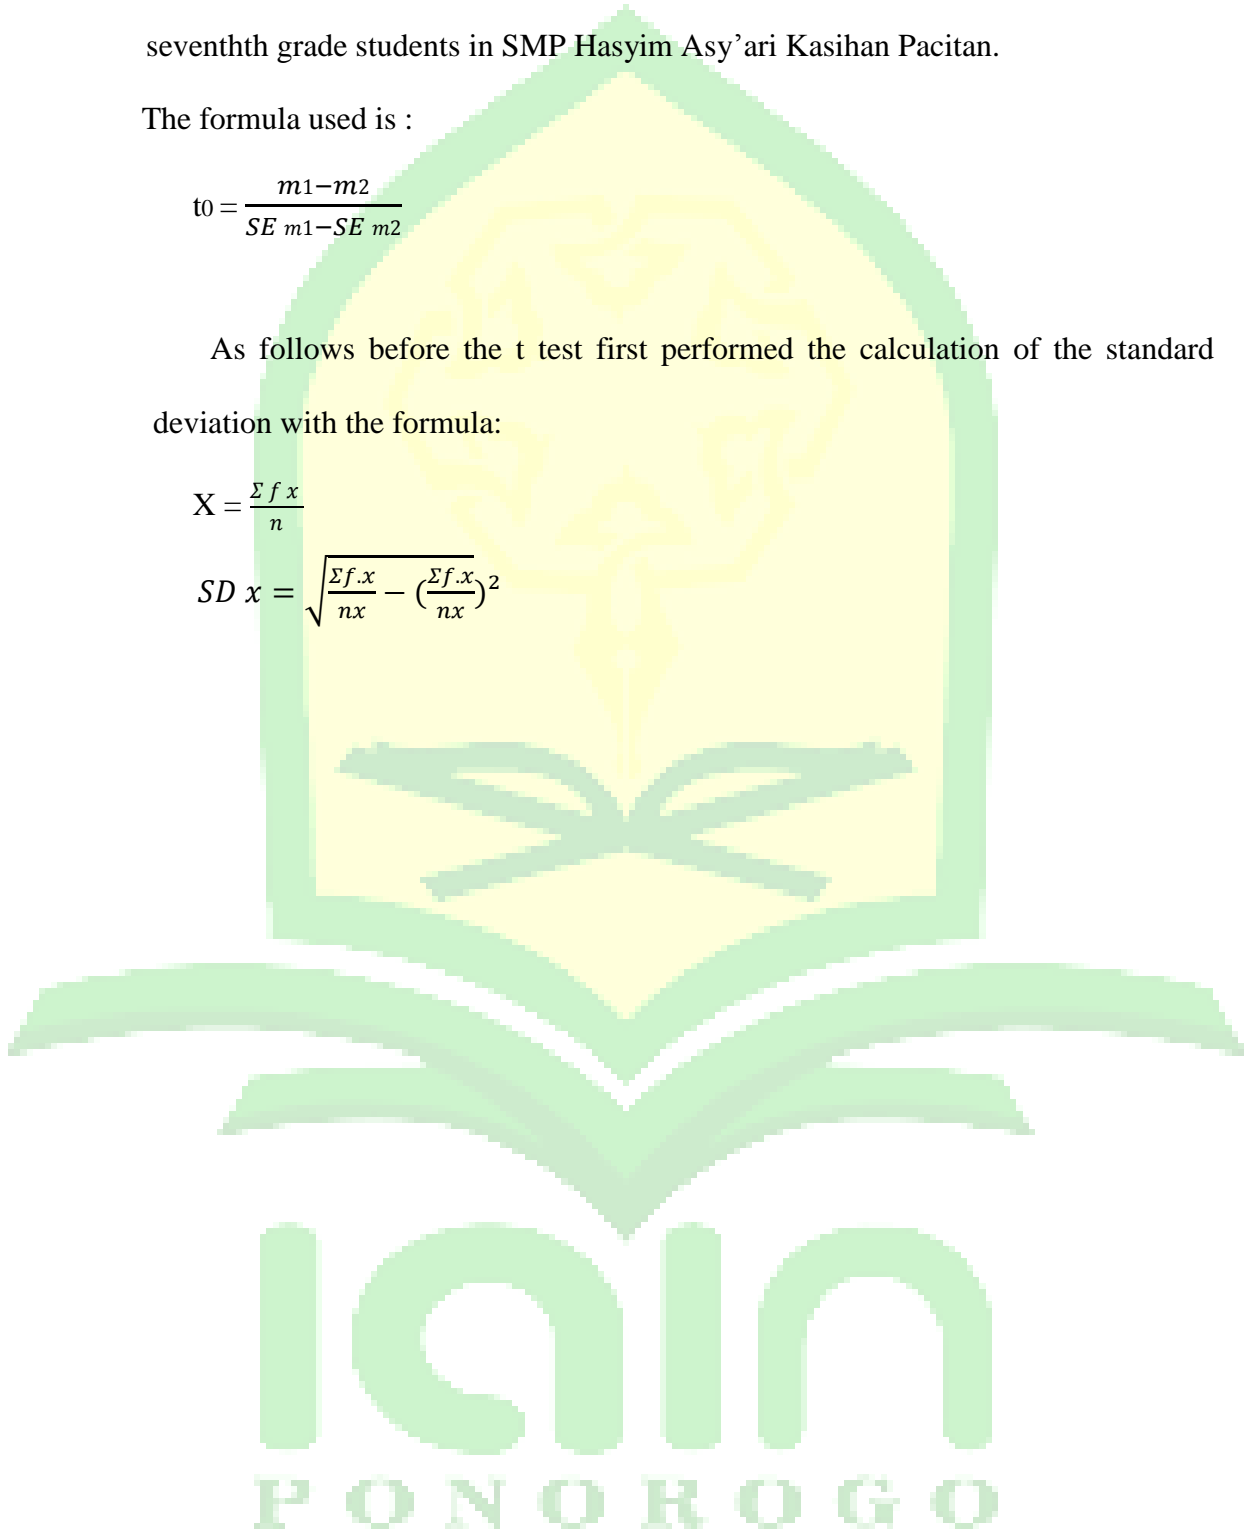 seventhth grade students in SMP Hasyim Asy’ari Kasihan Pacitan.
The formula used is :
t0 = m1−m2 / SE m1−SE m2
As follows before the t test first performed the calculation of the standard
deviation with the formula:
X = Σ f x / n
SD x = √Σf.x / nx − (Σf.x / nx)²
iain
PONOROGO